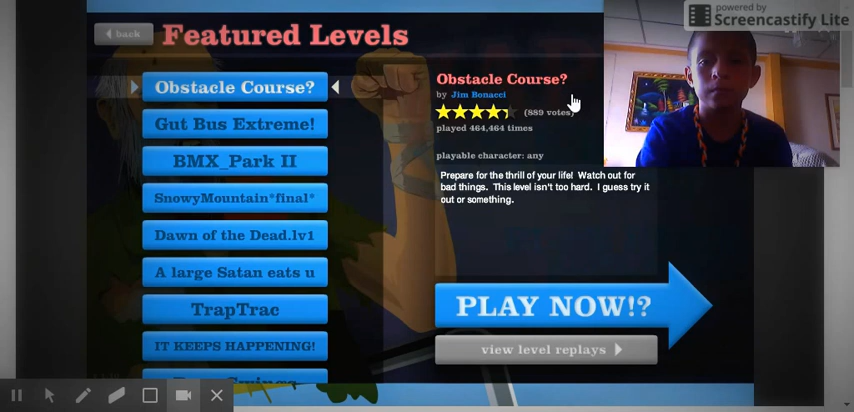 powered by
Screencastify Lite
back
Featured Levels
Obstacle Course?
Gut Bus Extreme!
BMX_Park II
SnowyMountain*final*
Dawn of the Dead.lv1
A large Satan eats u
TrapTrac
IT KEEPS HAPPENING!
Obstacle Course?
by Jim Bonacci
(889 votes)
played 464,464 times
playable character: any
Prepare for the thrill of your life! Watch out for
bad things. This level isn't too hard. I guess try it
out or something.
PLAY NOW!?
view level replays